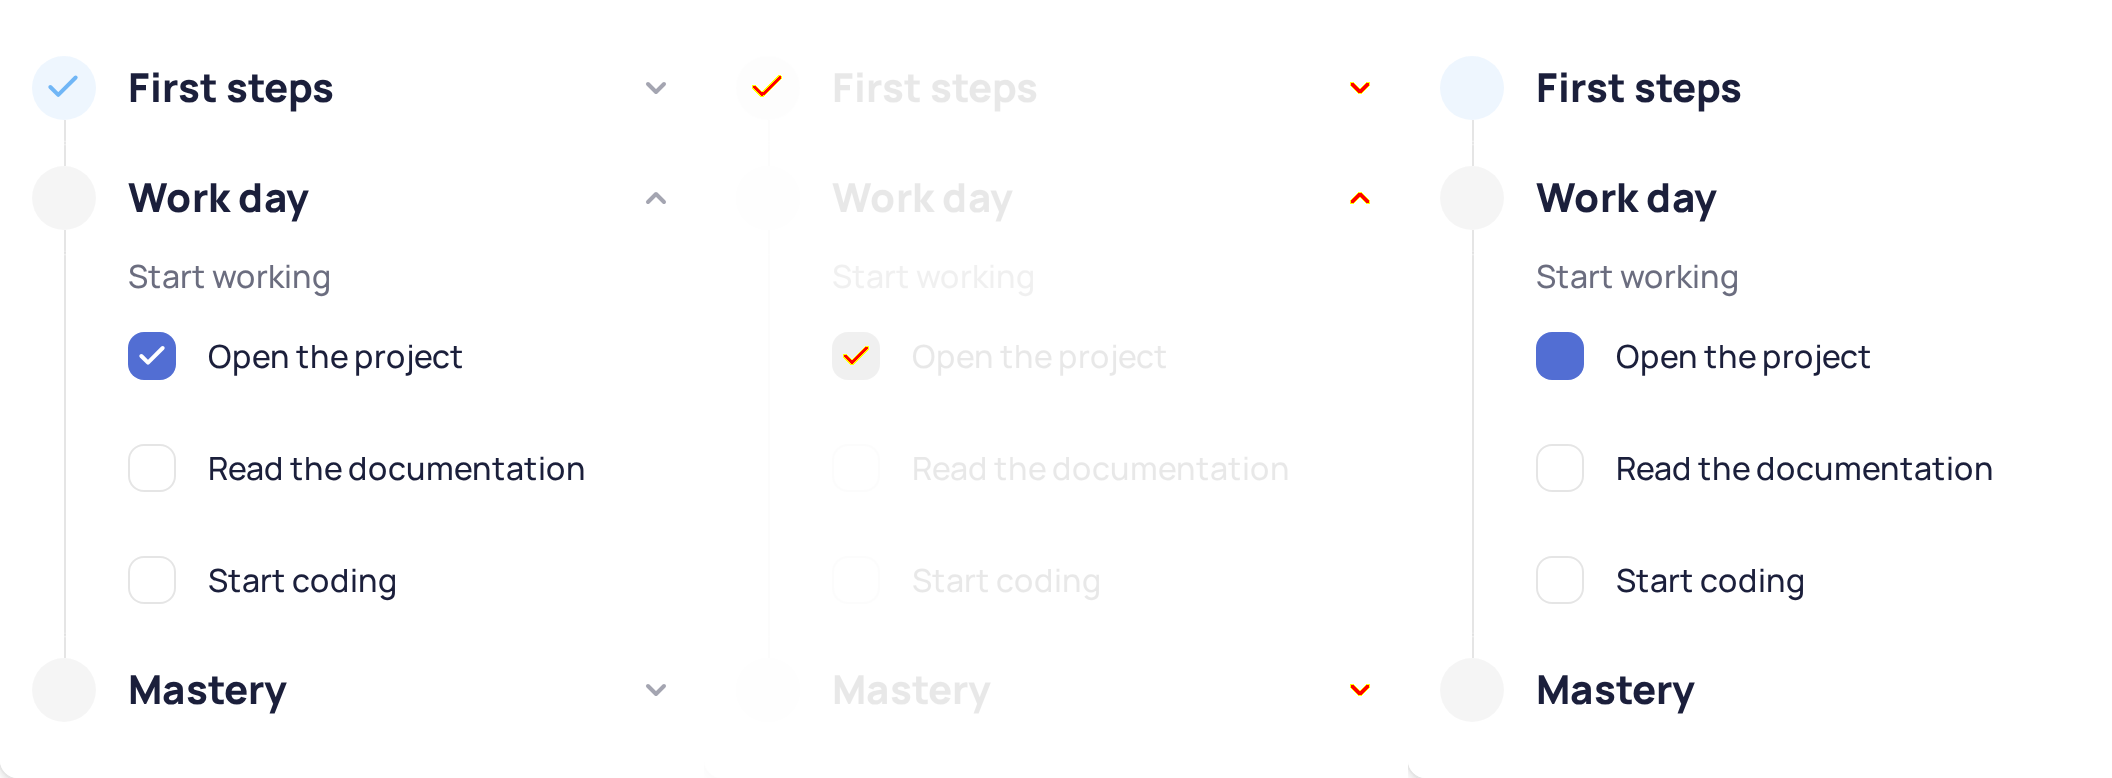 First steps
Work day
Start working
Open the project
Read the documentation
Start coding
Mastery
First steps
Work day
Start working
Open the project
Read the documentation
Start coding
Mastery
First steps
Work day
Start working
Open the project
Read the documentation
Start coding
Mastery